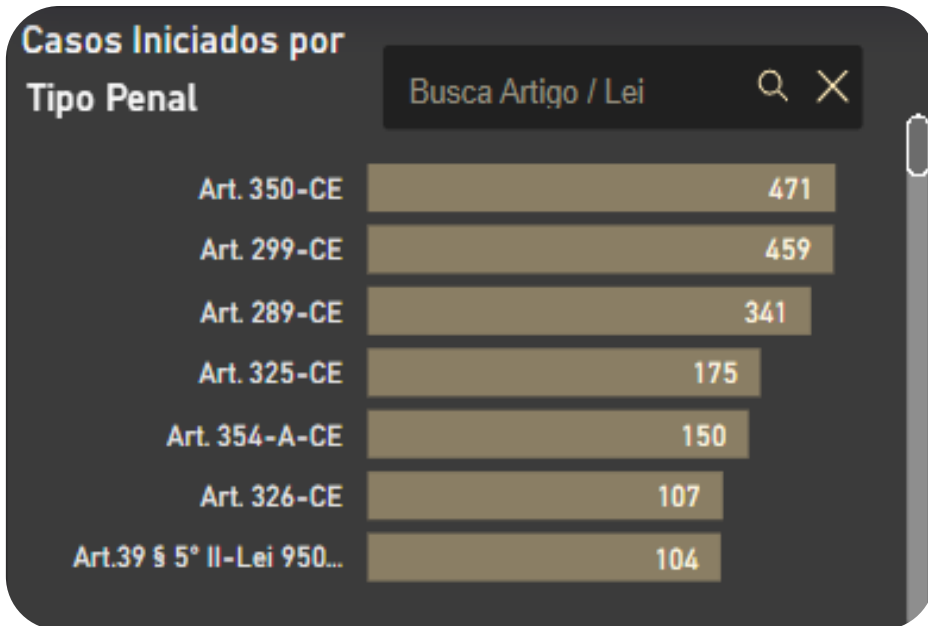 Casos Iniciados por
Tipo Penal
Busca Artigo / Lei
Art. 350-CE 471
Art. 299-CE 459
Art. 289-CE 341
Art. 325-CE 175
Art. 354-A-CE 150
Art. 326-CE 107
Art.39 § 5° II-Lei 950... 104